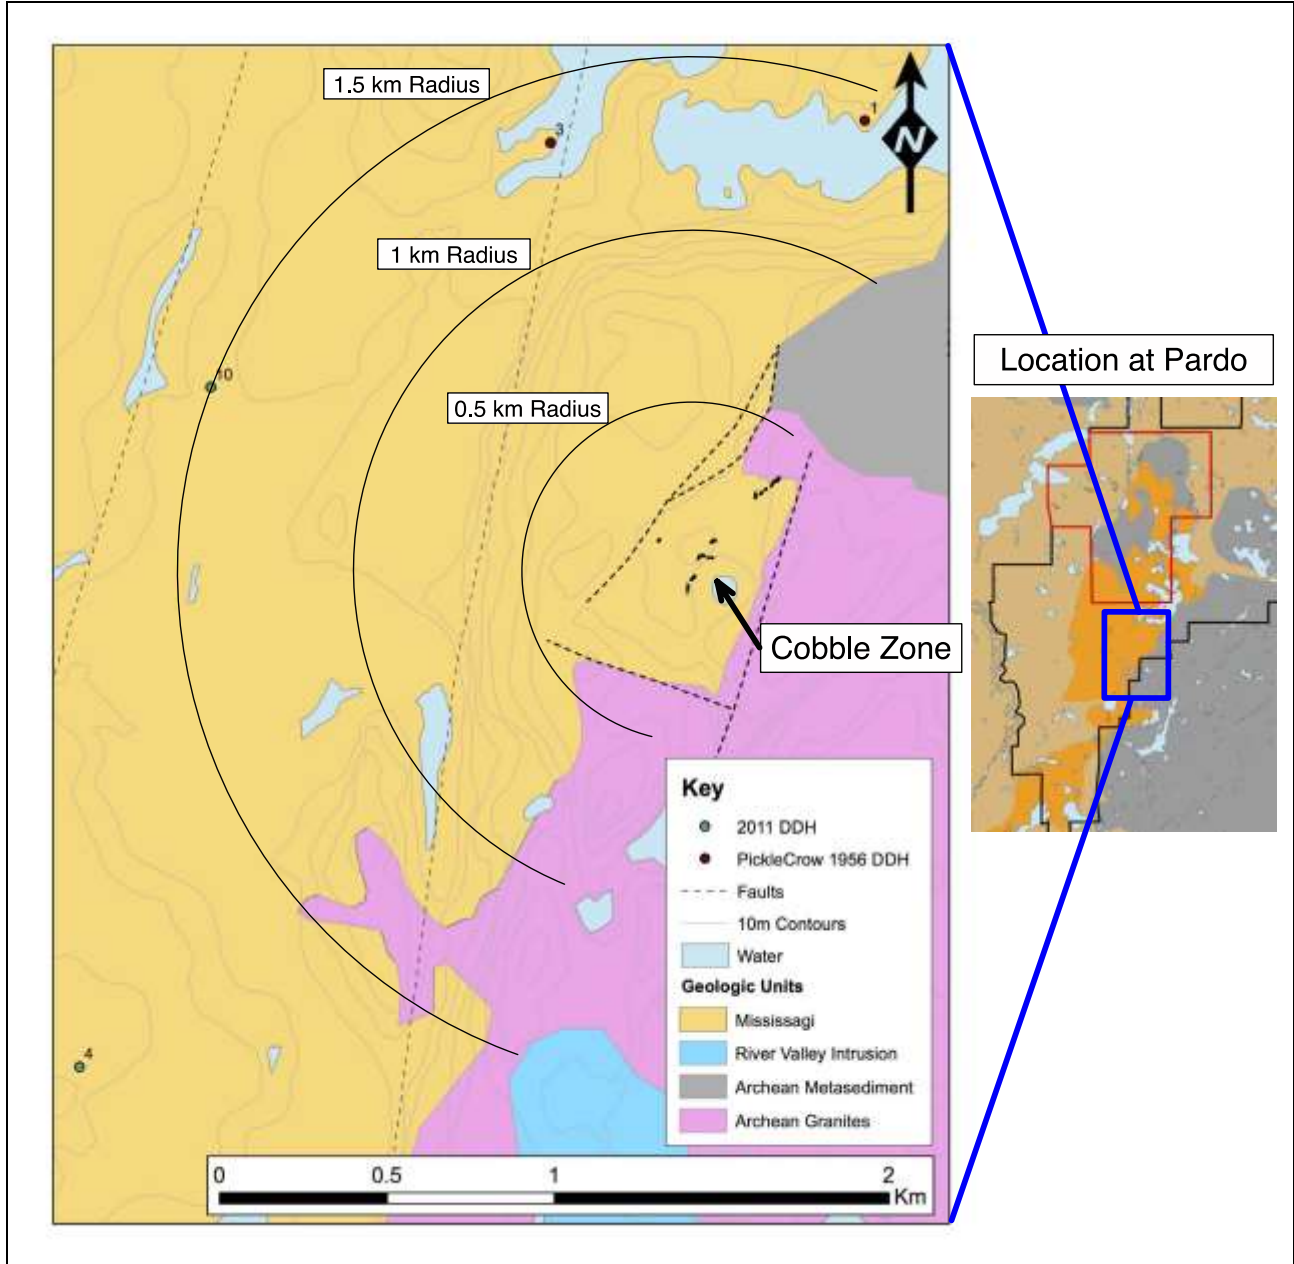 1.5 km Radius
1
3
N
1 km Radius
Location at Pardo
10
0.5 km Radius
Cobble Zone
Key
2011 DDH
PickleCrow 1956 DDH
Faults
10m Contours
Water
Geologic Units
Mississagi
River Valley Intrusion
Archean Metasediment
Archean Granites
4
0 0.5 1 2
Km